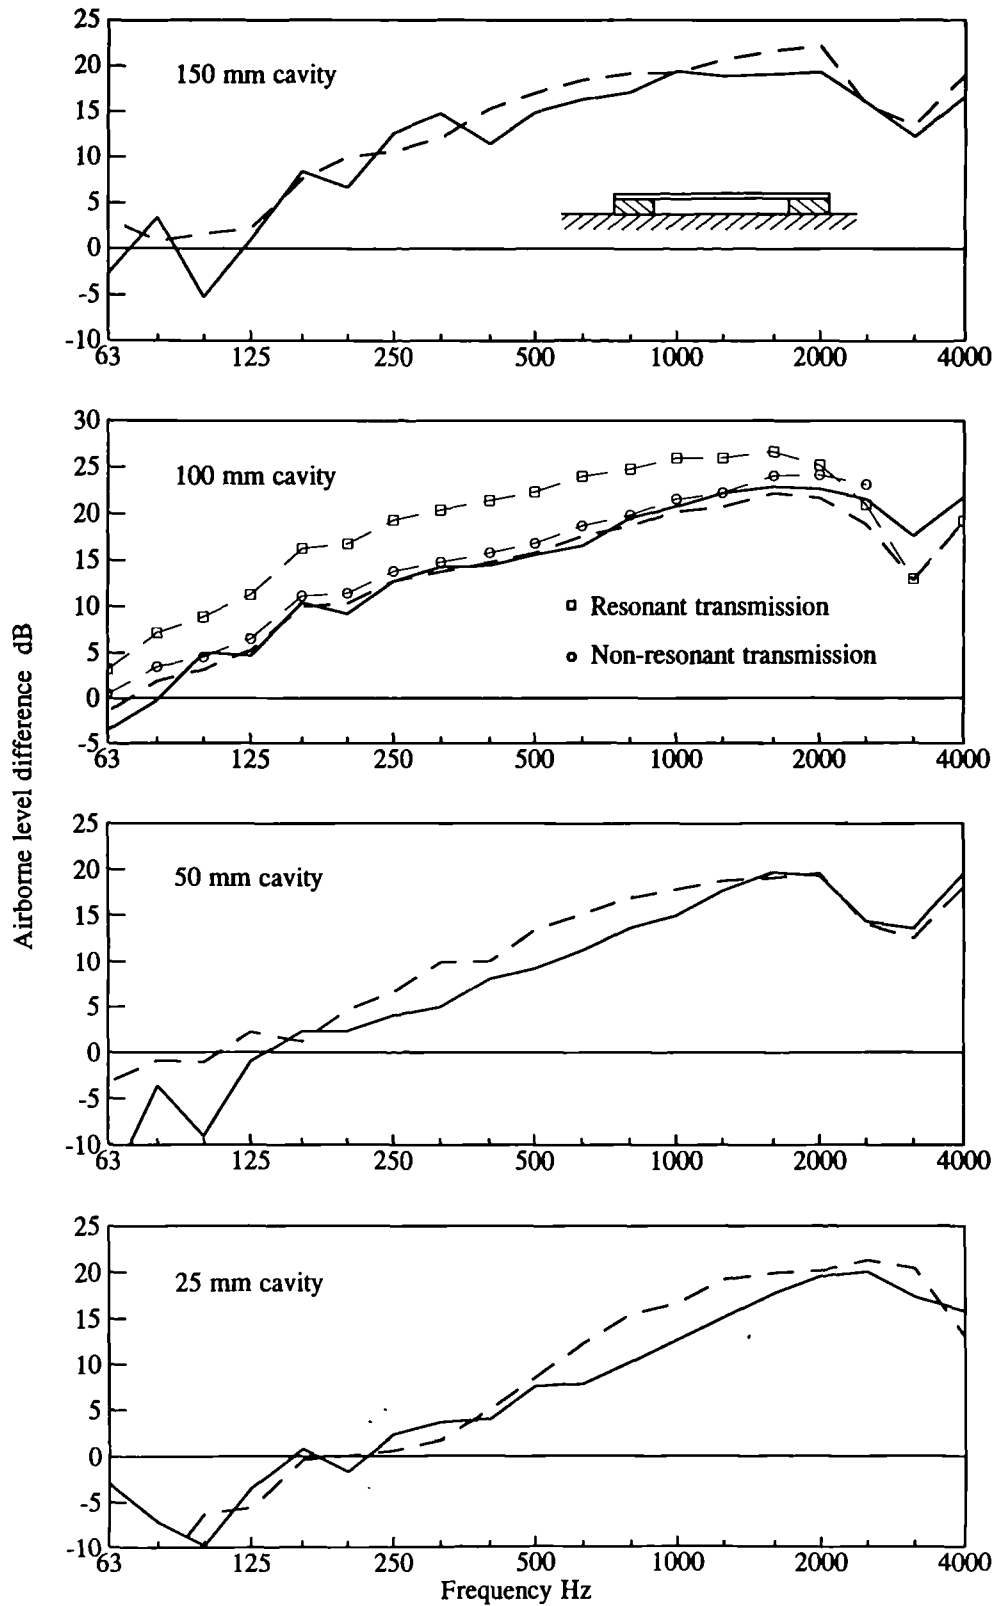 25
20
150 mm cavity
15
10
5
0
-5
-10
63 125 250 500 1000 2000 4000
30
25
100 mm cavity
20
15
10
Resonant transmission
5
Non-resonant transmission
0
-5
63 125 250 500 1000 2000 4000
Airborne level difference dB
25
20
50 mm cavity
15
10
5
0
-5
-10
63 125 250 500 1000 2000 4000
25
20
25 mm cavity
15
10
5
0
-5
-10
63 125 250 500 1000 2000 4000
Frequency Hz